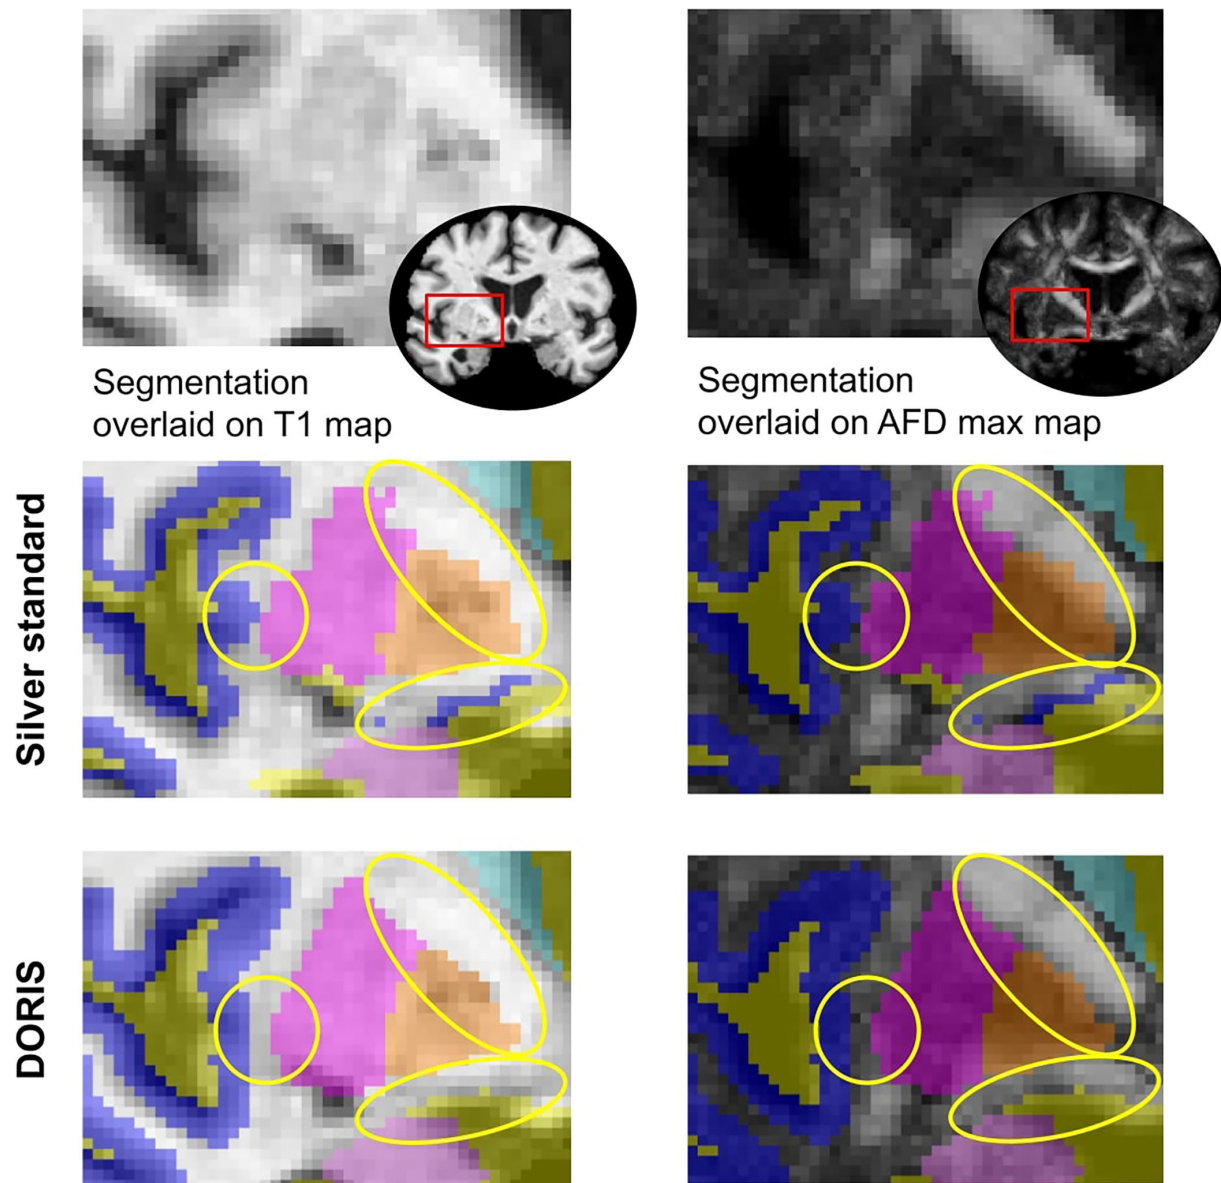 Segmentation
overlaid on T1 map
Segmentation
overlaid on AFD max map
Silver standard
DORIS